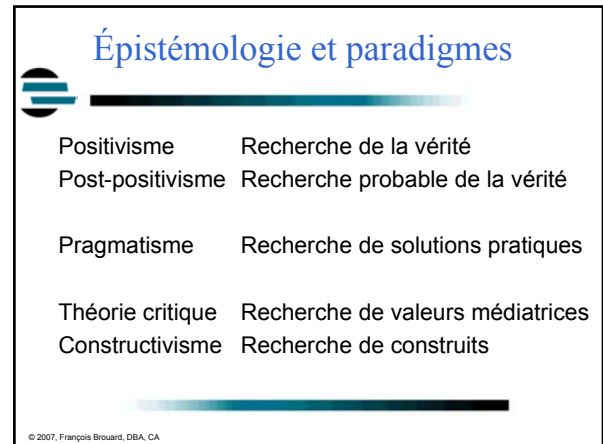 Épistémologie et paradigmes
Positivisme Recherche de la vérité
Post-positivisme Recherche probable de la vérité
Pragmatisme Recherche de solutions pratiques
Théorie critique Recherche de valeurs médiatrices
Constructivisme Recherche de construits
© 2007, François Brouard, DBA, CA